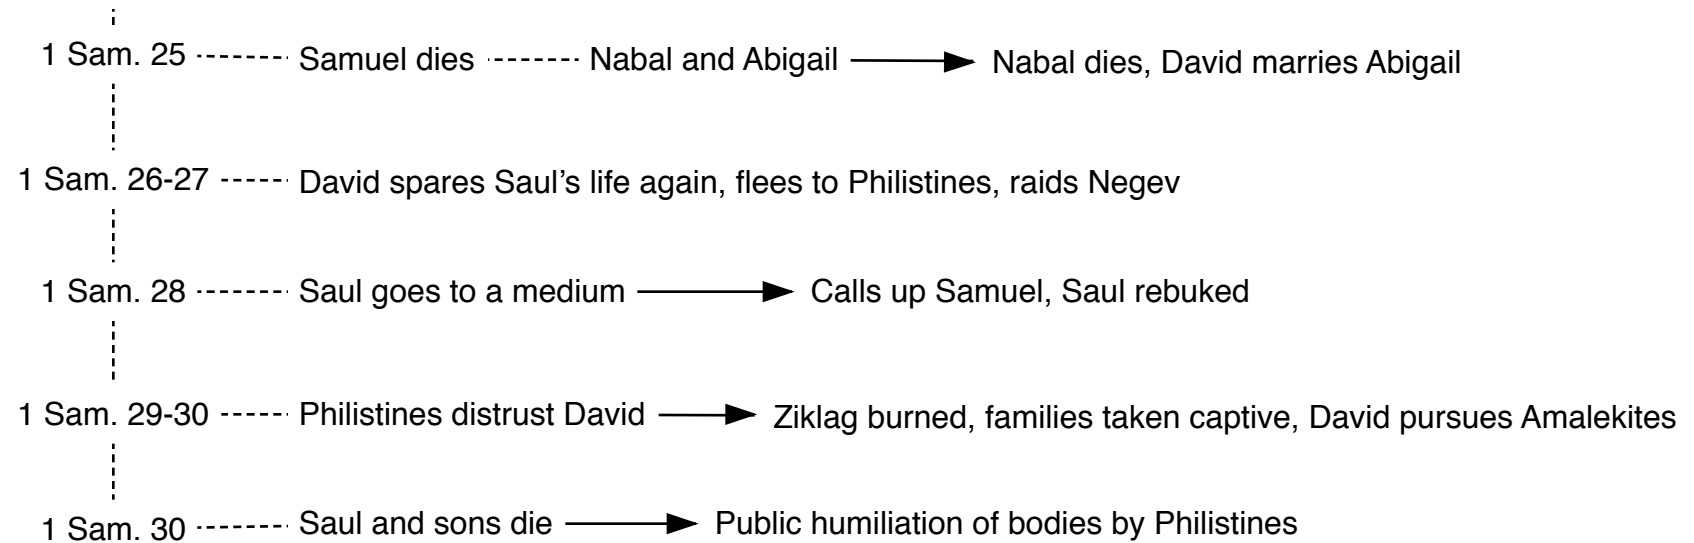 1 Sam. 25 Samuel dies Nabal and Abigail Nabal dies, David marries Abigail
1 Sam. 26-27 David spares Saul's life again, flees to Philistines, raids Negev
1 Sam. 28 Saul goes to a medium Calls up Samuel, Saul rebuked
1 Sam. 29-30 Philistines distrust David Ziklag burned, families taken captive, David pursues Amalekites
1 Sam. 30 Saul and sons die Public humiliation of bodies by Philistines